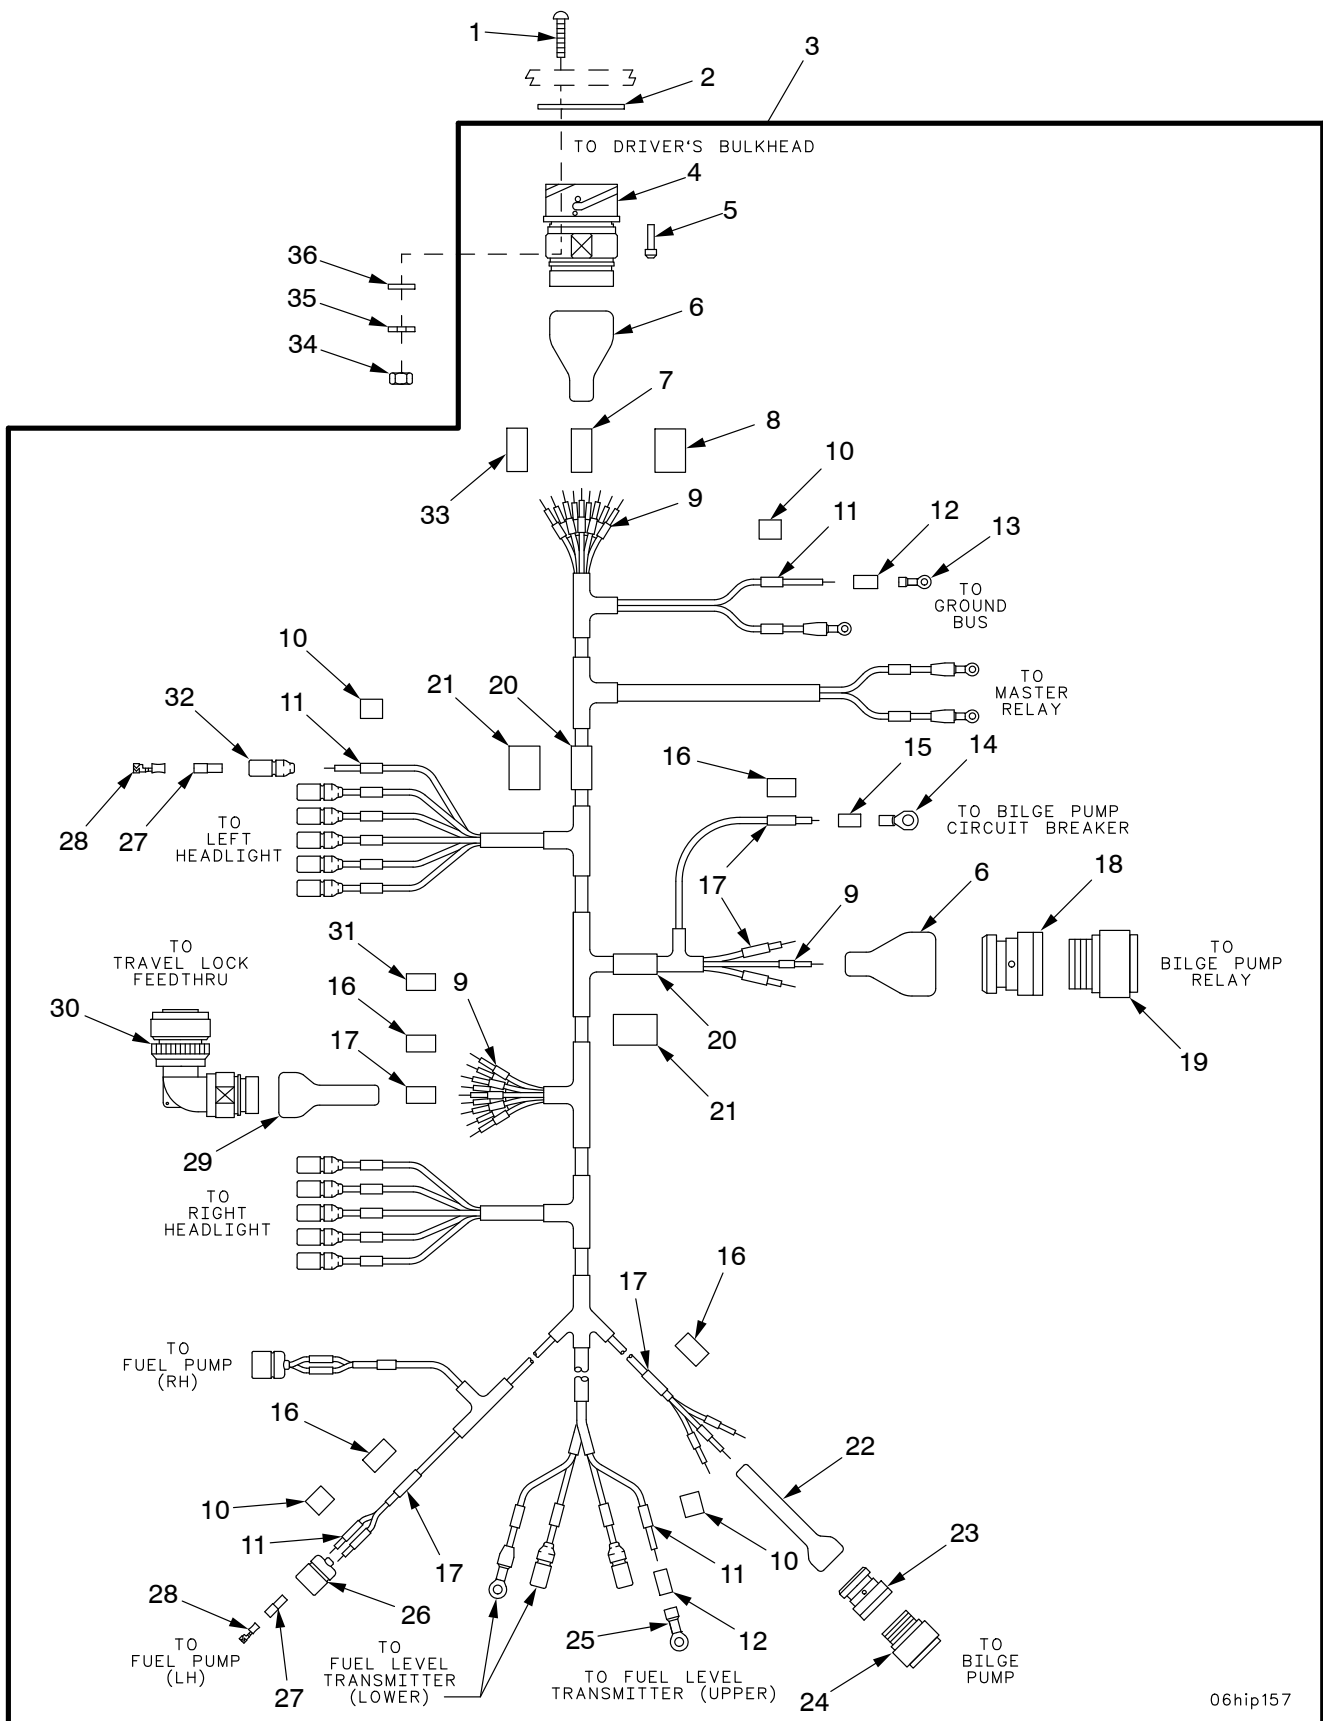 1
3
2
TO DRIVER'S BULKHEAD
4
5
36
35
34
6
7
8
33
9
10
11
12
13
TO
GROUND
BUS
10
32
11
21
20
TO
MASTER
RELAY
16
15
14
28
27
TO
LEFT
HEADLIGHT
TO BILGE PUMP
CIRCUIT BREAKER
17
9
6
18
TO
TRAVEL LOCK
FEEDTHRU
31
TO
BILGE PUMP
RELAY
30
16
9
17
20
19
21
29
TO
RIGHT
HEADLIGHT
16
17
TO
FUEL PUMP
(RH)
16
22
10
11
17
10
11
23
28
26
12
25
27
TO
FUEL PUMP
(LH)
TO
FUEL LEVEL
TRANSMITTER
(LOWER)
TO FUEL LEVEL
TRANSMITTER (UPPER)
24
TO
BILGE
PUMP
06hip157